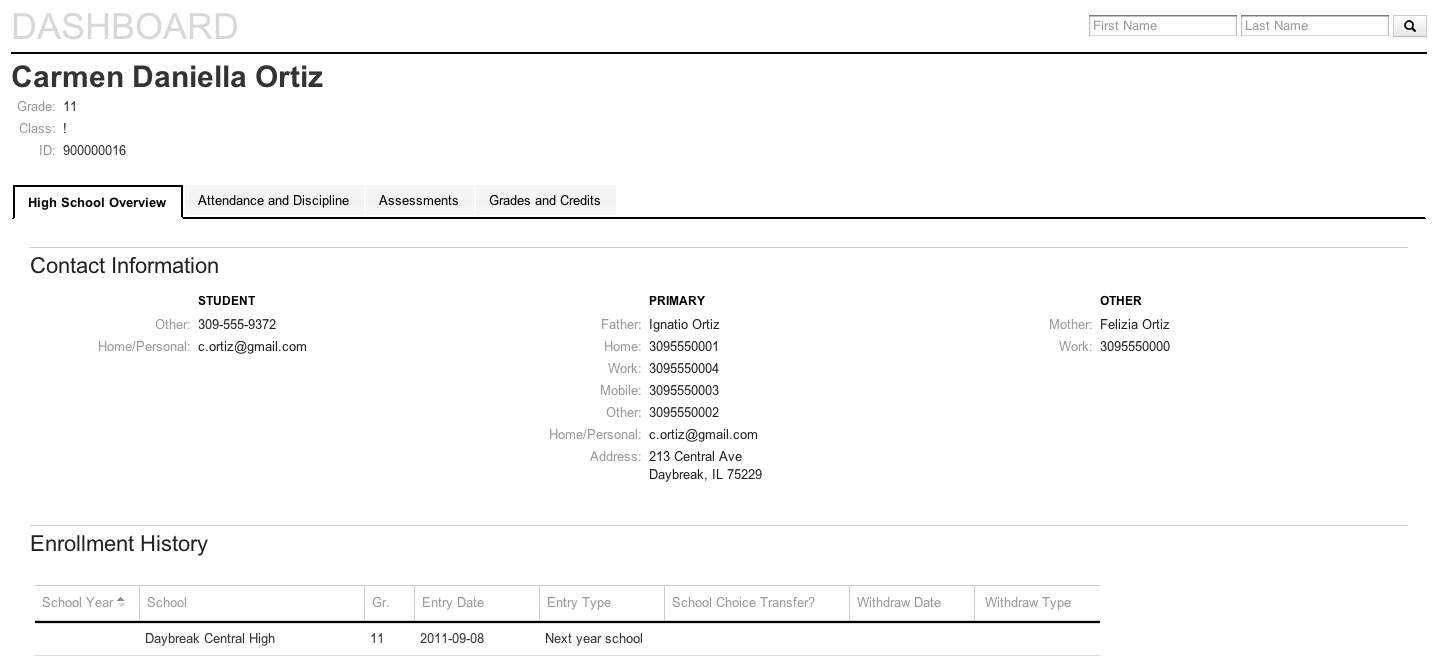 DASHBOARD
First Name Last Name
Carmen Daniella Ortiz
Grade: 11
Class: !
ID: 900000016
High School Overview Attendance and Discipline Assessments Grades and Credits
Contact Information
STUDENT PRIMARY OTHER
Other: 309-555-9372 Father: Ignatio Ortiz Mother: Felizia Ortiz
Home/Personal: c.ortiz@gmail.com Home: 3095550001 Work: 3095550000
Work: 3095550004
Mobile: 3095550003
Other: 3095550002
Home/Personal: c.ortiz@gmail.com
Address: 213 Central Ave
Daybreak, IL 75229
Enrollment History
School Year School Gr. Entry Date Entry Type School Choice Transfer? Withdraw Date Withdraw Type
Daybreak Central High 11 2011-09-08 Next year school